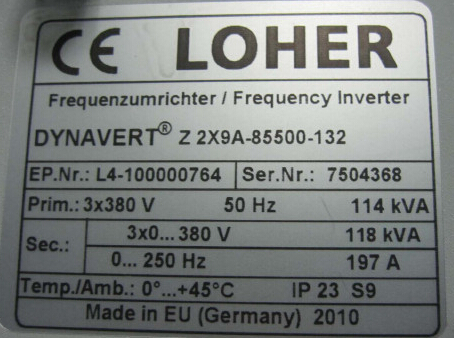 CE LOHER
Frequenzumrichter / Frequency Inverter
DYNAVERT® Z 2X9A-85500-132
EP.Nr.: L4-100000764 Ser.Nr.: 7504368
Prim.: 3x380 V 50 Hz 114 kVA
Sec.: 3x0... 380 V 118 kVA
0... 250 Hz 197 A
Temp./Amb.: 0°...+45°C IP 23 S9
Made in EU (Germany) 2010